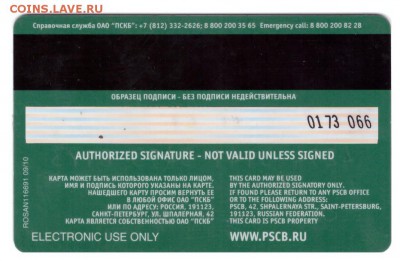 COINS.LAVE.RU
Справочная служба ОАО "ПСКБ": +7 (812) 332-2626; 8 800 200 35 65 Emergency call: 8 800 200 82 28
ОБРАЗЕЦ ПОДПИСИ - БЕЗ ПОДПИСИ НЕДЕЙСТВИТЕЛЬНА
0173 066
AUTHORIZED SIGNATURE - NOT VALID UNLESS SIGNED
КАРТА МОЖЕТ БЫТЬ ИСПОЛЬЗОВАНА ТОЛЬКО ЛИЦОМ,
ИМЯ И ПОДПИСЬ КОТОРОГО УКАЗАНЫ НА КАРТЕ.
НАШЕДШЕГО КАРТУ ПРОСИМ ВЕРНУТЬ ЕЕ
В ЛЮБОЙ ОФИС ОАО "ПСКБ"
ИЛИ ПО АДРЕСУ: РОССИЯ, 191123,
САНКТ-ПЕТЕРБУРГ, УЛ. ШПАЛЕРНАЯ, 42
КАРТА ЯВЛЯЕТСЯ СОБСТВЕННОСТЬЮ ОАО "ПСКБ"
THIS CARD MAY BE USED
BY THE AUTHORIZED SIGNATORY ONLY.
IF FOUND PLEASE RETURN TO ANY PSCB OFFICE
OR TO THE FOLLOWING ADDRESS:
PSCB, 42, SHPALERNAYA STR., SAINT-PETERSBURG,
191123, RUSSIAN FEDERATION.
THIS CARD IS PSCB PROPERTY
ROSAN116691 09/10
ELECTRONIC USE ONLY
WWW.PSCB.RU